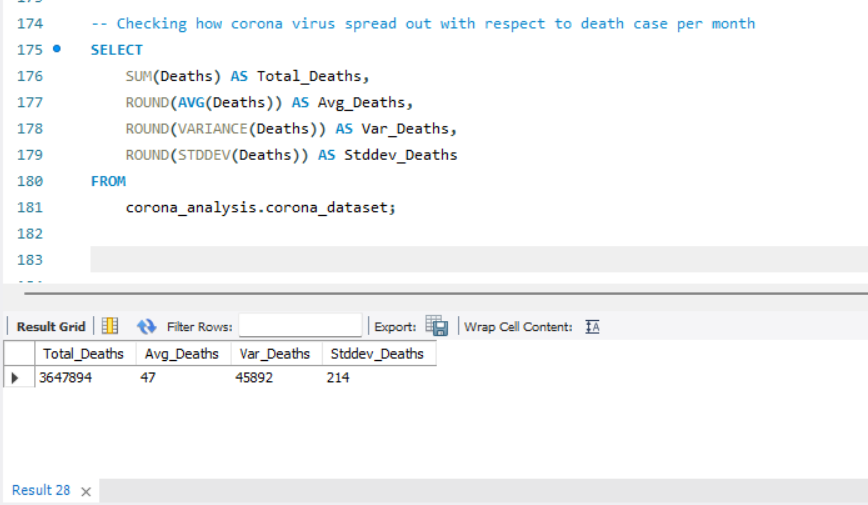 174 -- Checking how corona virus spread out with respect to death case per month
175 SELECT
176 SUM(Deaths) AS Total_Deaths,
177 ROUND(AVG(Deaths)) AS Avg_Deaths,
178 ROUND(VARIANCE(Deaths)) AS Var_Deaths,
179 ROUND(STDDEV(Deaths)) AS Stddev_Deaths
180 FROM
181 corona_analysis.corona_dataset;
182
183
Result Grid Filter Rows: Export: Wrap Cell Content:
Total_Deaths Avg_Deaths Var_Deaths Stddev_Deaths
3647894 47 45892 214
Result 28